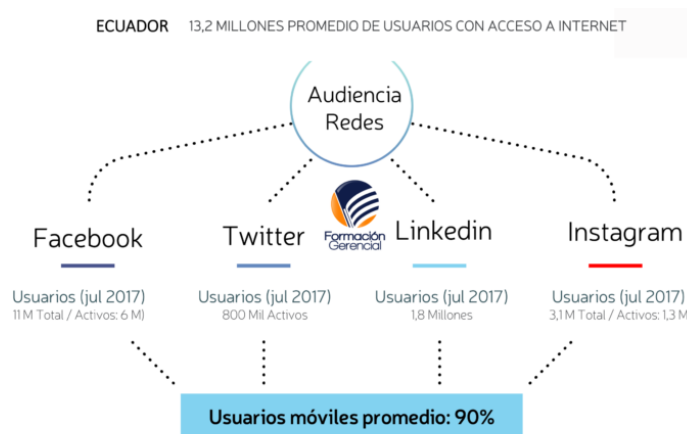 ECUADOR 13,2 MILLONES PROMEDIO DE USUARIOS CON ACCESO A INTERNET
Audiencia
Redes
Formación
Gerencial
Facebook
Twitter
Linkedin
Instagram
Usuarios (jul 2017)
11 M Total / Activos: 6 M)
Usuarios (jul 2017)
800 Mil Activos
Usuarios (jul 2017)
1,8 Millones
Usuarios (jul 2017)
3,1 M Total / Activos: 1,3 M
Usuarios móviles promedio: 90%